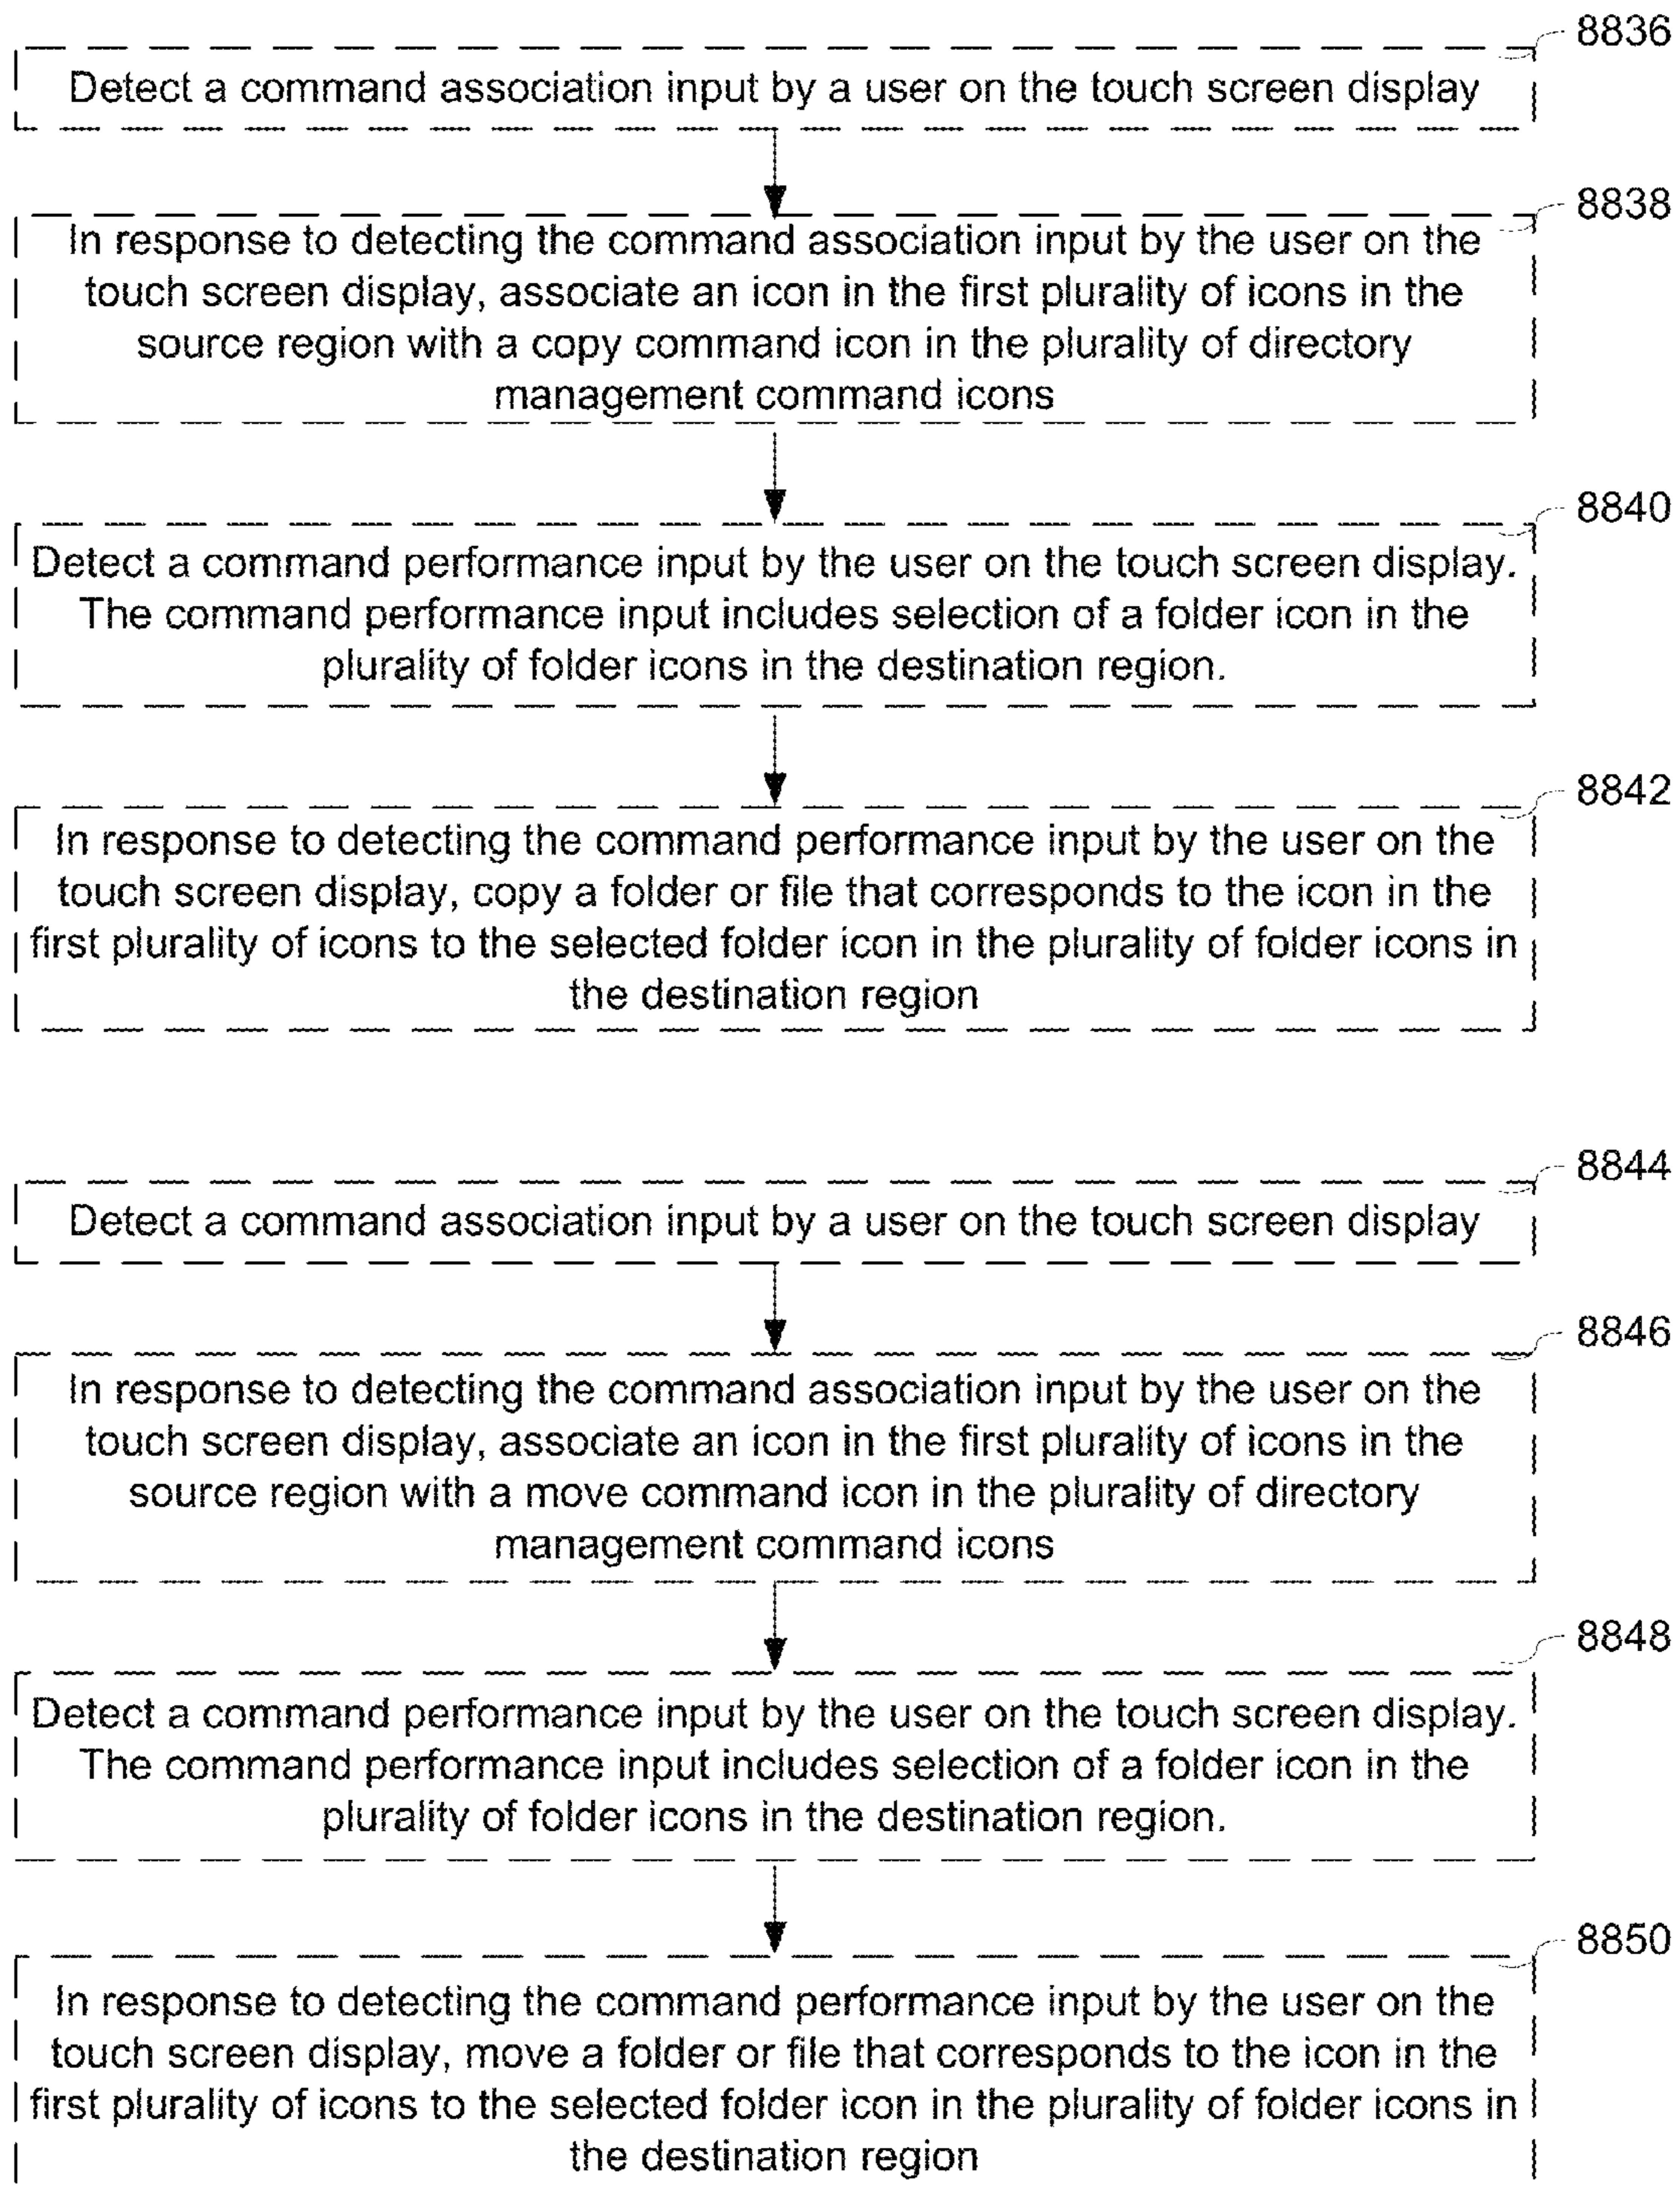 8836
Detect a command association input by a user on the touch screen display
8838
In response to detecting the command association input by the user on the
touch screen display, associate an icon in the first plurality of icons in the
source region with a copy command icon in the plurality of directory
management command icons
8840
Detect a command performance input by the user on the touch screen display.
The command performance input includes selection of a folder icon in the
plurality of folder icons in the destination region.
8842
In response to detecting the command performance input by the user on the
touch screen display, copy a folder or file that corresponds to the icon in the
first plurality of icons to the selected folder icon in the plurality of folder icons in
the destination region
8844
Detect a command association input by a user on the touch screen display
8846
In response to detecting the command association input by the user on the
touch screen display, associate an icon in the first plurality of icons in the
source region with a move command icon in the plurality of directory
management command icons
8848
Detect a command performance input by the user on the touch screen display.
The command performance input includes selection of a folder icon in the
plurality of folder icons in the destination region.
8850
In response to detecting the command performance input by the user on the
touch screen display, move a folder or file that corresponds to the icon in the
first plurality of icons to the selected folder icon in the plurality of folder icons in
the destination region